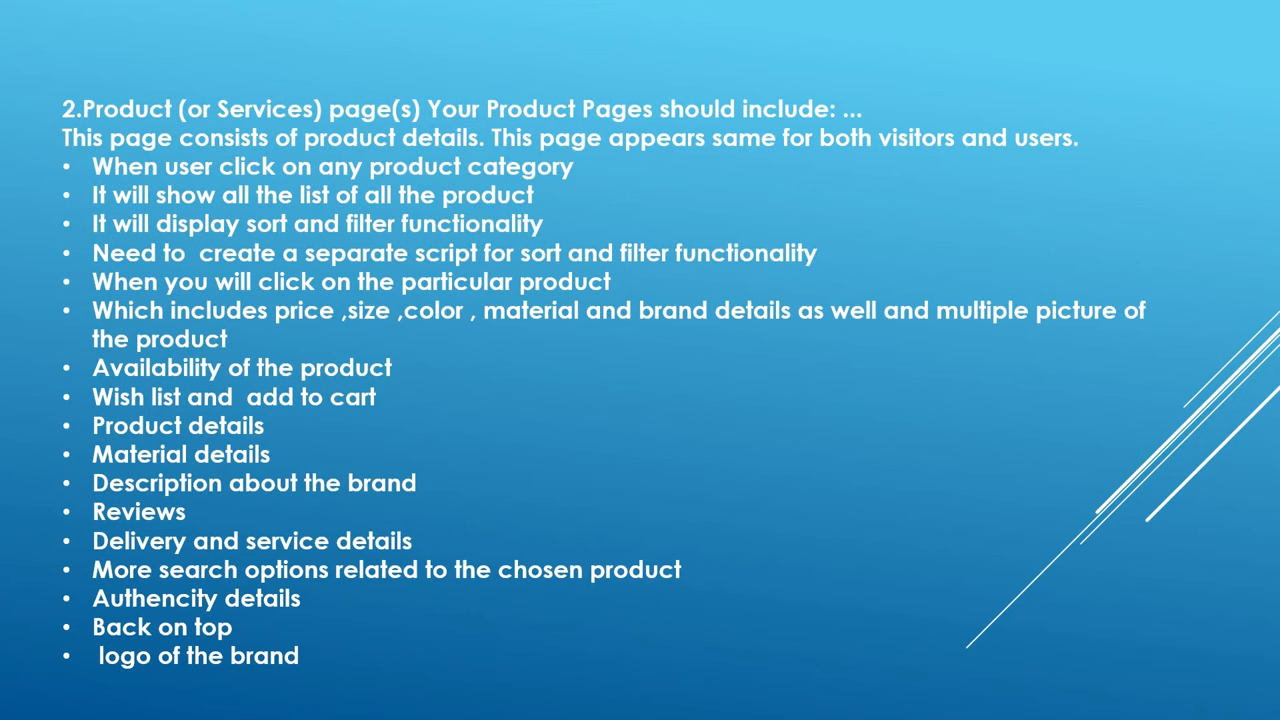 2.Product (or Services) page(s) Your Product Pages should include: ...
This page consists of product details. This page appears same for both visitors and users.
• When user click on any product category
• It will show all the list of all the product
• It will display sort and filter functionality
• Need to  create a separate script for sort and filter functionality
• When you will click on the particular product
• Which includes price ,size ,color , material and brand details as well and multiple picture of
the product
• Availability of the product
• Wish list and  add to cart
• Product details
• Material details
• Description about the brand
• Reviews
• Delivery and service details
• More search options related to the chosen product
• Authencity details
• Back on top
•  logo of the brand